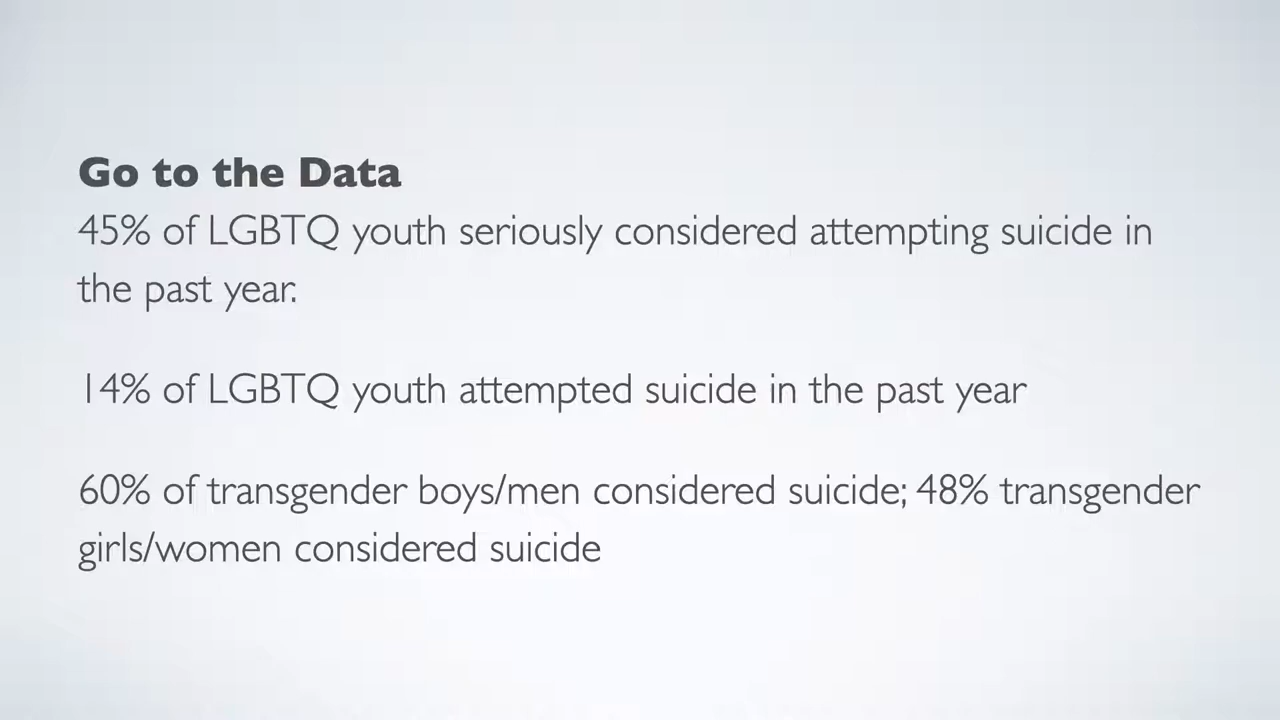 Go to the Data
45% of LGBTQ youth seriously considered attempting suicide in
the past year.
14% of LGBTQ youth attempted suicide in the past year
60% of transgender boys/men considered suicide; 48% transgender
girls/women considered suicide